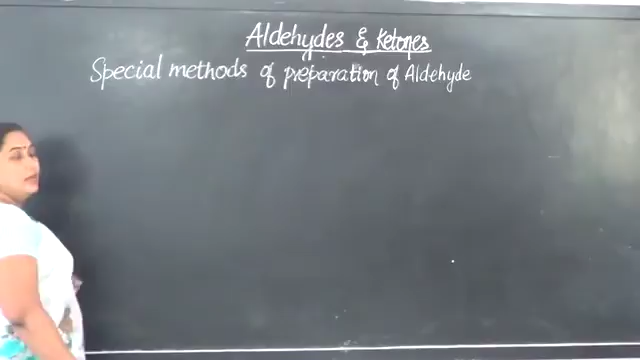 Aldehydes & Ketones
Special methods of preparation of Aldehyde